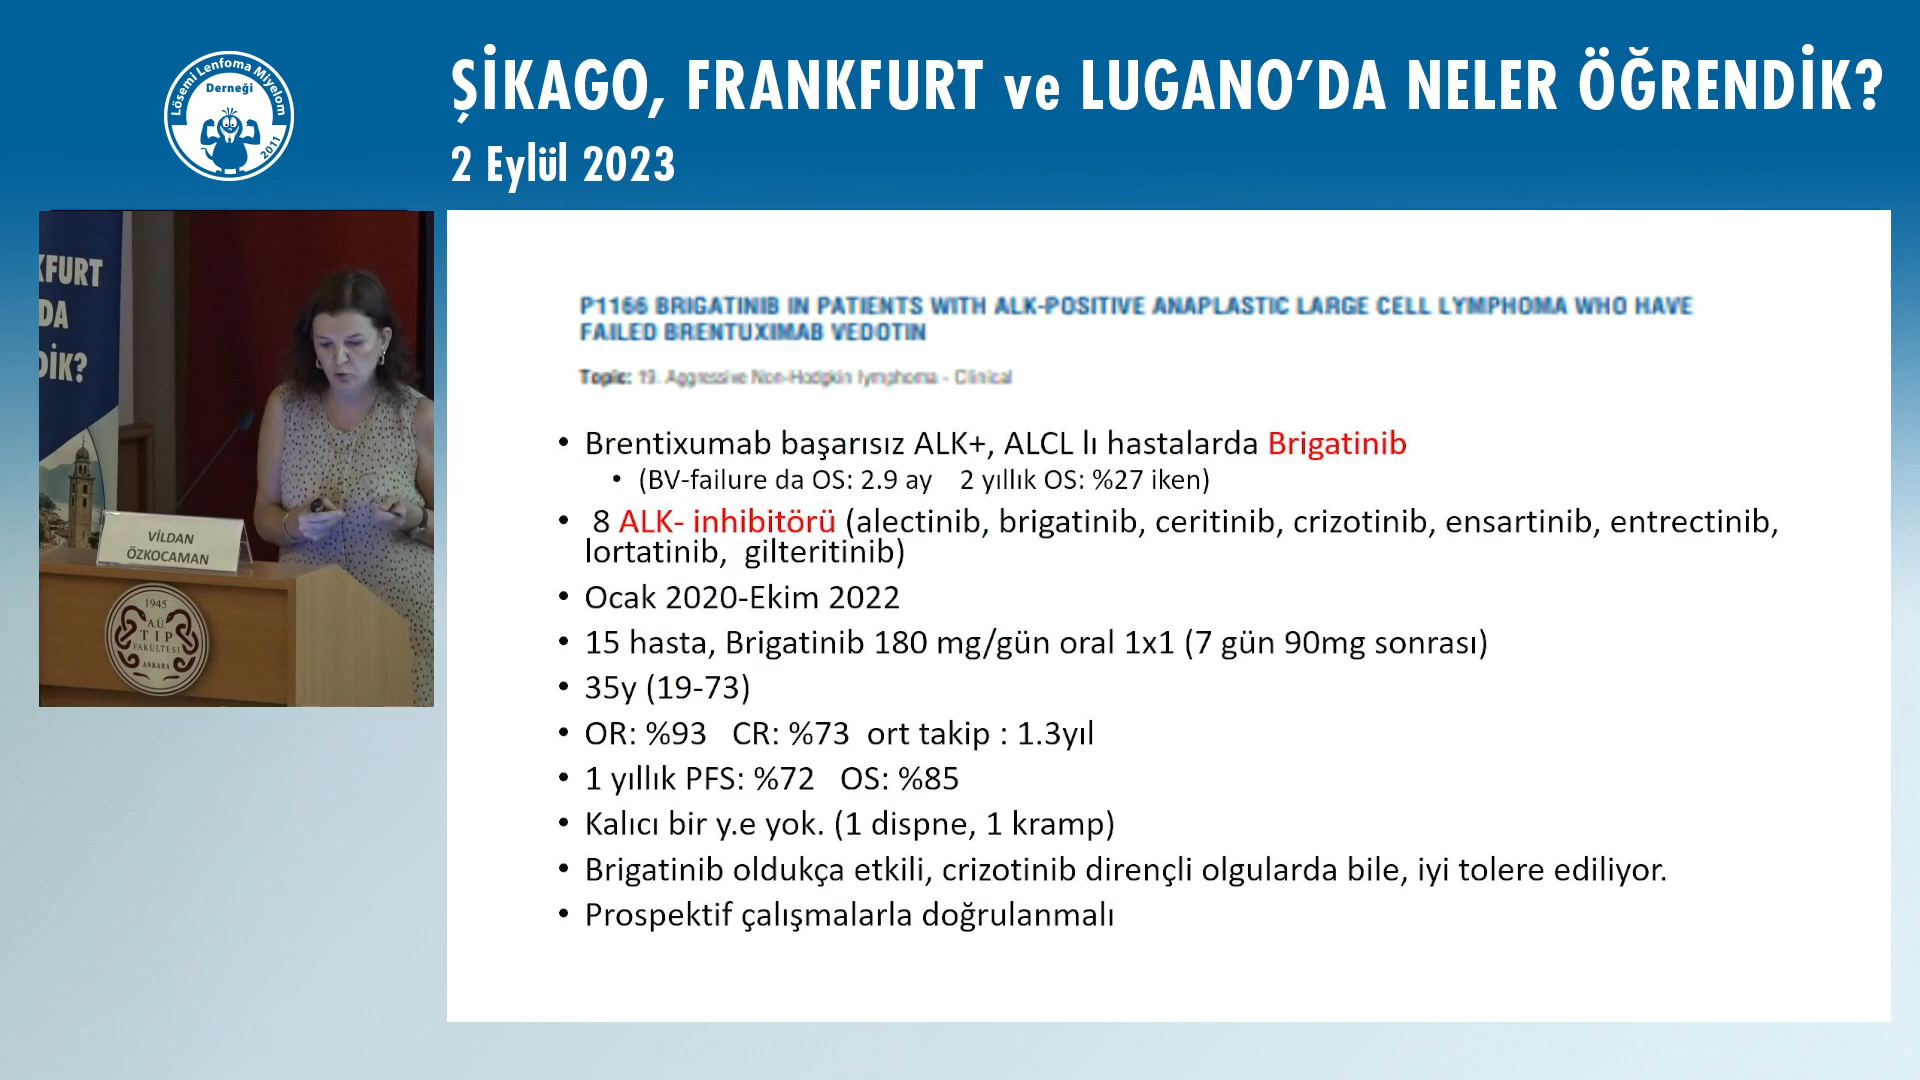 Lösemi Lenfoma Miyelom
Derneği
2011
ŞİKAGO, FRANKFURT ve LUGANO’DA NELER ÖĞRENDİK?
2 Eylül 2023
KFURT
DA
DİK?
VİLDAN
ÖZKOCAMAN
1945
A.Ü.
TIP
FAKÜLTESİ
ANKARA
P1166 BRIGATINIB IN PATIENTS WITH ALK-POSITIVE ANAPLASTIC LARGE CELL LYMPHOMA WHO HAVE
FAILED BRENTUXIMAB VEDOTIN
Topic: 19. Aggressive Non-Hodgkin lymphoma - Clinical
• Brentixumab başarısız ALK+, ALCL lı hastalarda Brigatinib
• (BV-failure da OS: 2.9 ay 2 yıllık OS: %27 iken)
• 8 ALK- inhibitörü (alectinib, brigatinib, ceritinib, crizotinib, ensartinib, entrectinib,
lortatinib, gilteritinib)
• Ocak 2020-Ekim 2022
• 15 hasta, Brigatinib 180 mg/gün oral 1x1 (7 gün 90mg sonrası)
• 35y (19-73)
• OR: %93 CR: %73 ort takip : 1.3yıl
• 1 yıllık PFS: %72 OS: %85
• Kalıcı bir y.e yok. (1 dispne, 1 kramp)
• Brigatinib oldukça etkili, crizotinib dirençli olgularda bile, iyi tolere ediliyor.
• Prospektif çalışmalarla doğrulanmalı